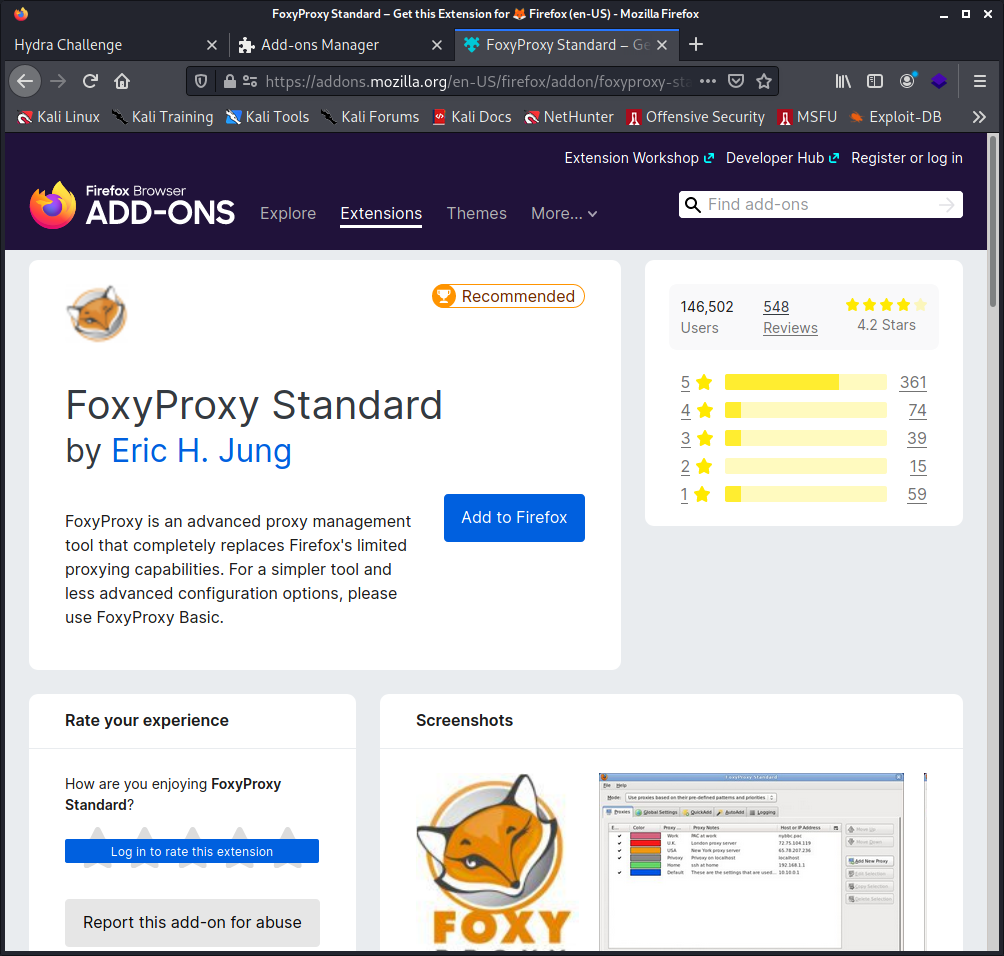 FoxyProxy Standard – Get this Extension for 🦊 Firefox (en-US) - Mozilla Firefox
Hydra Challenge
Add-ons Manager
FoxyProxy Standard – Ge
https://addons.mozilla.org/en-US/firefox/addon/foxyproxy-sta
Kali Linux
Kali Training
Kali Tools
Kali Forums
Kali Docs
NetHunter
Offensive Security
MSFU
Exploit-DB
Extension Workshop
Developer Hub
Register or log in
Firefox Browser
ADD-ONS
Explore
Extensions
Themes
More...
Find add-ons
Recommended
FoxyProxy Standard
by Eric H. Jung
FoxyProxy is an advanced proxy management
tool that completely replaces Firefox's limited
proxying capabilities. For a simpler tool and
less advanced configuration options, please
use FoxyProxy Basic.
Add to Firefox
146,502
Users
548
Reviews
4.2 Stars
5 361
4 74
3 39
2 15
1 59
Rate your experience
How are you enjoying FoxyProxy
Standard?
Log in to rate this extension
Report this add-on for abuse
Screenshots
FOXY
FoxyProxy Standard
File Help
Mode: Use proxies based on their pre-defined patterns and priorities
Proxies Global Settings QuickAdd AutoAdd Logging
E... Color Proxy ... Proxy Notes Host or IP Address
Work PAC at work nybbc.pac
U.K. London proxy server 72.75.104.119
USA New York proxy server 65.78.207.236
Privoxy Privoxy on localhost localhost
Home ssh at home 192.168.1.1
Default These are the settings that are used... 10.10.0.1
Move Up
Move Down
Add New Proxy
Edit Selection
Copy Selection
Delete Selection